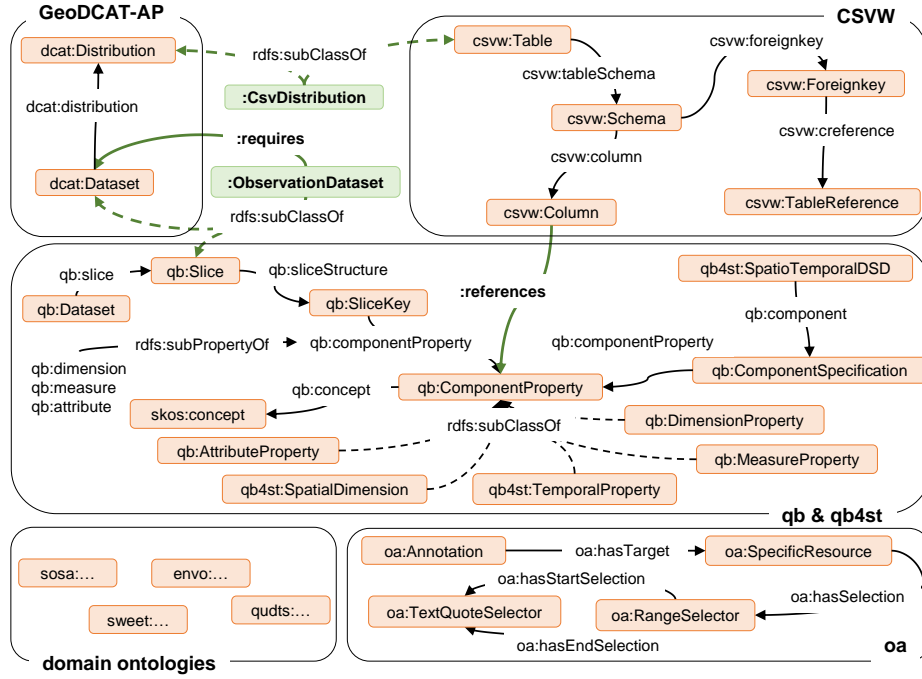 GeoDCAT-AP
CSVW
dcat:Distribution
rdfs:subClassOf
csvw:Table
csvw:foreignkey
:CsvDistribution
csvw:tableSchema
csvw:Foreignkey
dcat:distribution
csvw:Schema
csvw:creference
:requires
csvw:column
dcat:Dataset
:ObservationDataset
csvw:TableReference
rdfs:subClassOf
csvw:Column
qb:slice
qb:Slice
qb:sliceStructure
qb4st:SpatioTemporalDSD
:references
qb:Dataset
qb:SliceKey
qb:component
rdfs:subPropertyOf
qb:componentProperty
qb:componentProperty
qb:dimension
qb:measure
qb:attribute
qb:ComponentSpecification
qb:concept
qb:ComponentProperty
skos:concept
rdfs:subClassOf
qb:DimensionProperty
qb:AttributeProperty
qb:MeasureProperty
qb4st:SpatialDimension
qb4st:TemporalProperty
qb & qb4st
oa:Annotation
oa:hasTarget
oa:SpecificResource
sosa:…
envo:…
oa:hasStartSelection
oa:hasSelection
sweet:…
qudts:…
oa:TextQuoteSelector
oa:RangeSelector
oa:hasEndSelection
domain ontologies
oa